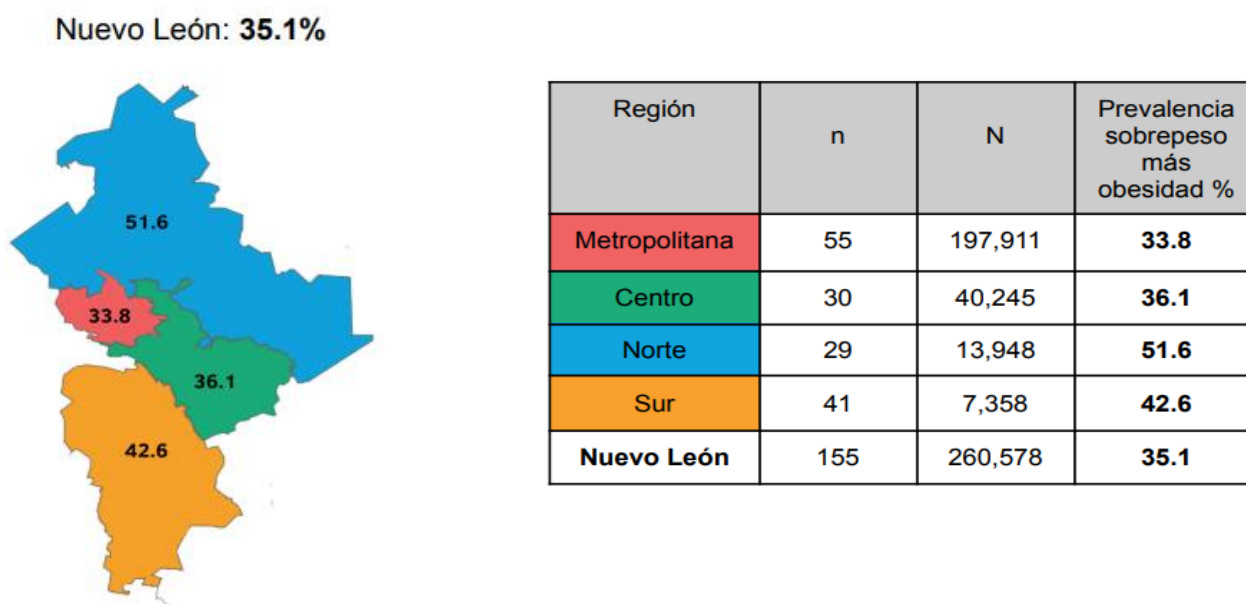 Nuevo León: 35.1%
51.6
33.8
36.1
42.6
Región n N Prevalencia
sobrepeso
más
obesidad %
Metropolitana 55 197,911 33.8
Centro 30 40,245 36.1
Norte 29 13,948 51.6
Sur 41 7,358 42.6
Nuevo León 155 260,578 35.1